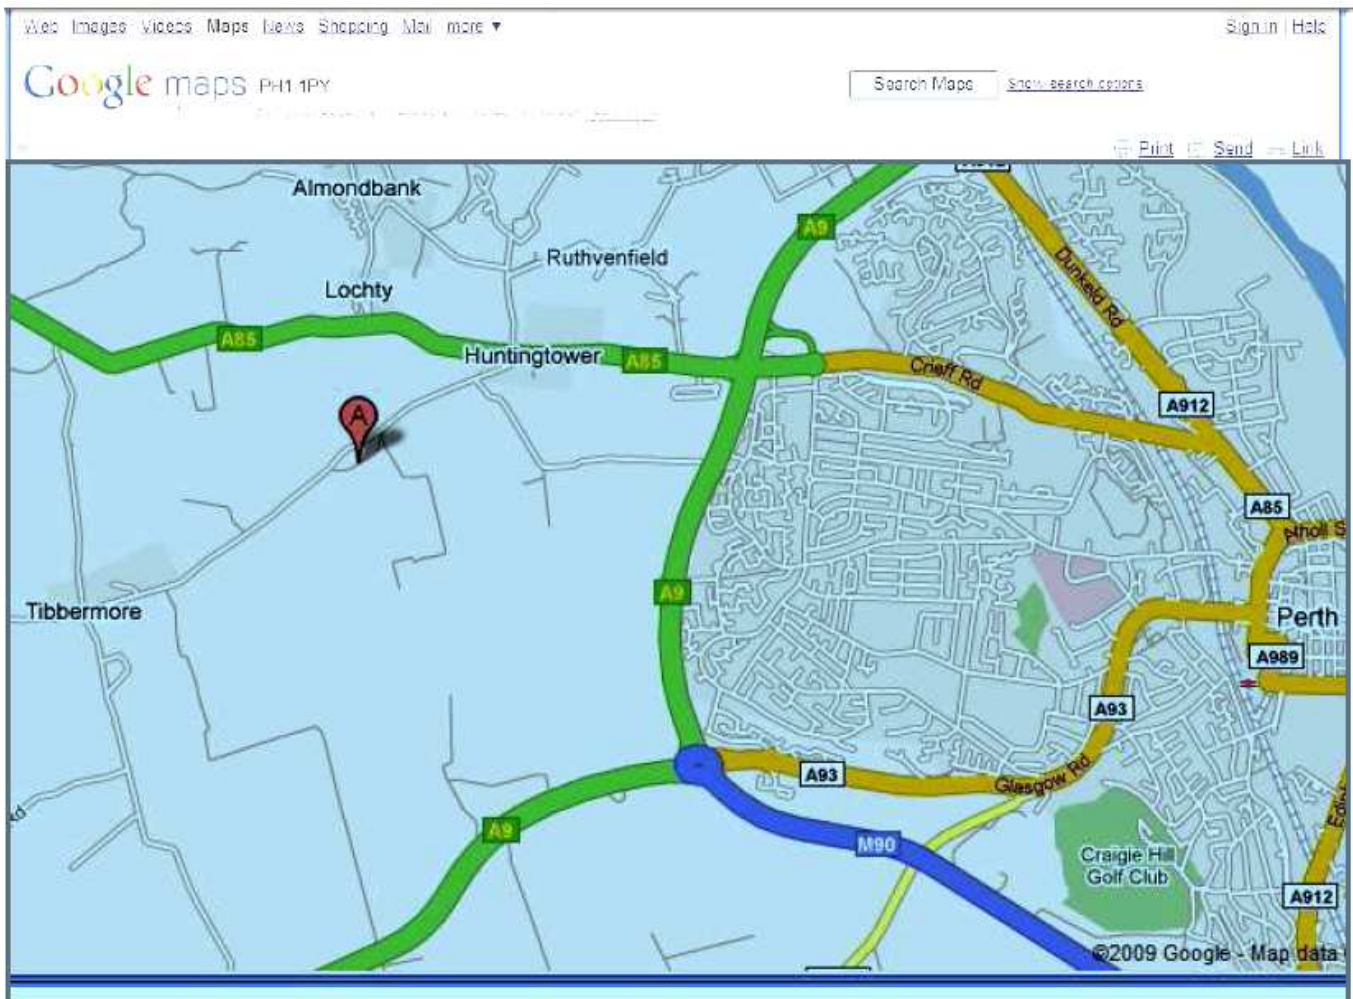 Web Images Videos Maps News Shopping Mail more ▼
Sign in | Help
Google maps PH1 1PY
Search Maps
Show search options
Print Send Link
Almondbank
A9
Ruthvenfield
Dunkeld Rd
Lochty
A85
Huntingtower
A85
Crieff Rd
A912
A
A85
Atholl S
A9
Tibbermore
Perth
A989
A93
A93
Glasgow Rd
A9
M90
Craigie Hill
Golf Club
A912
©2009 Google - Map data